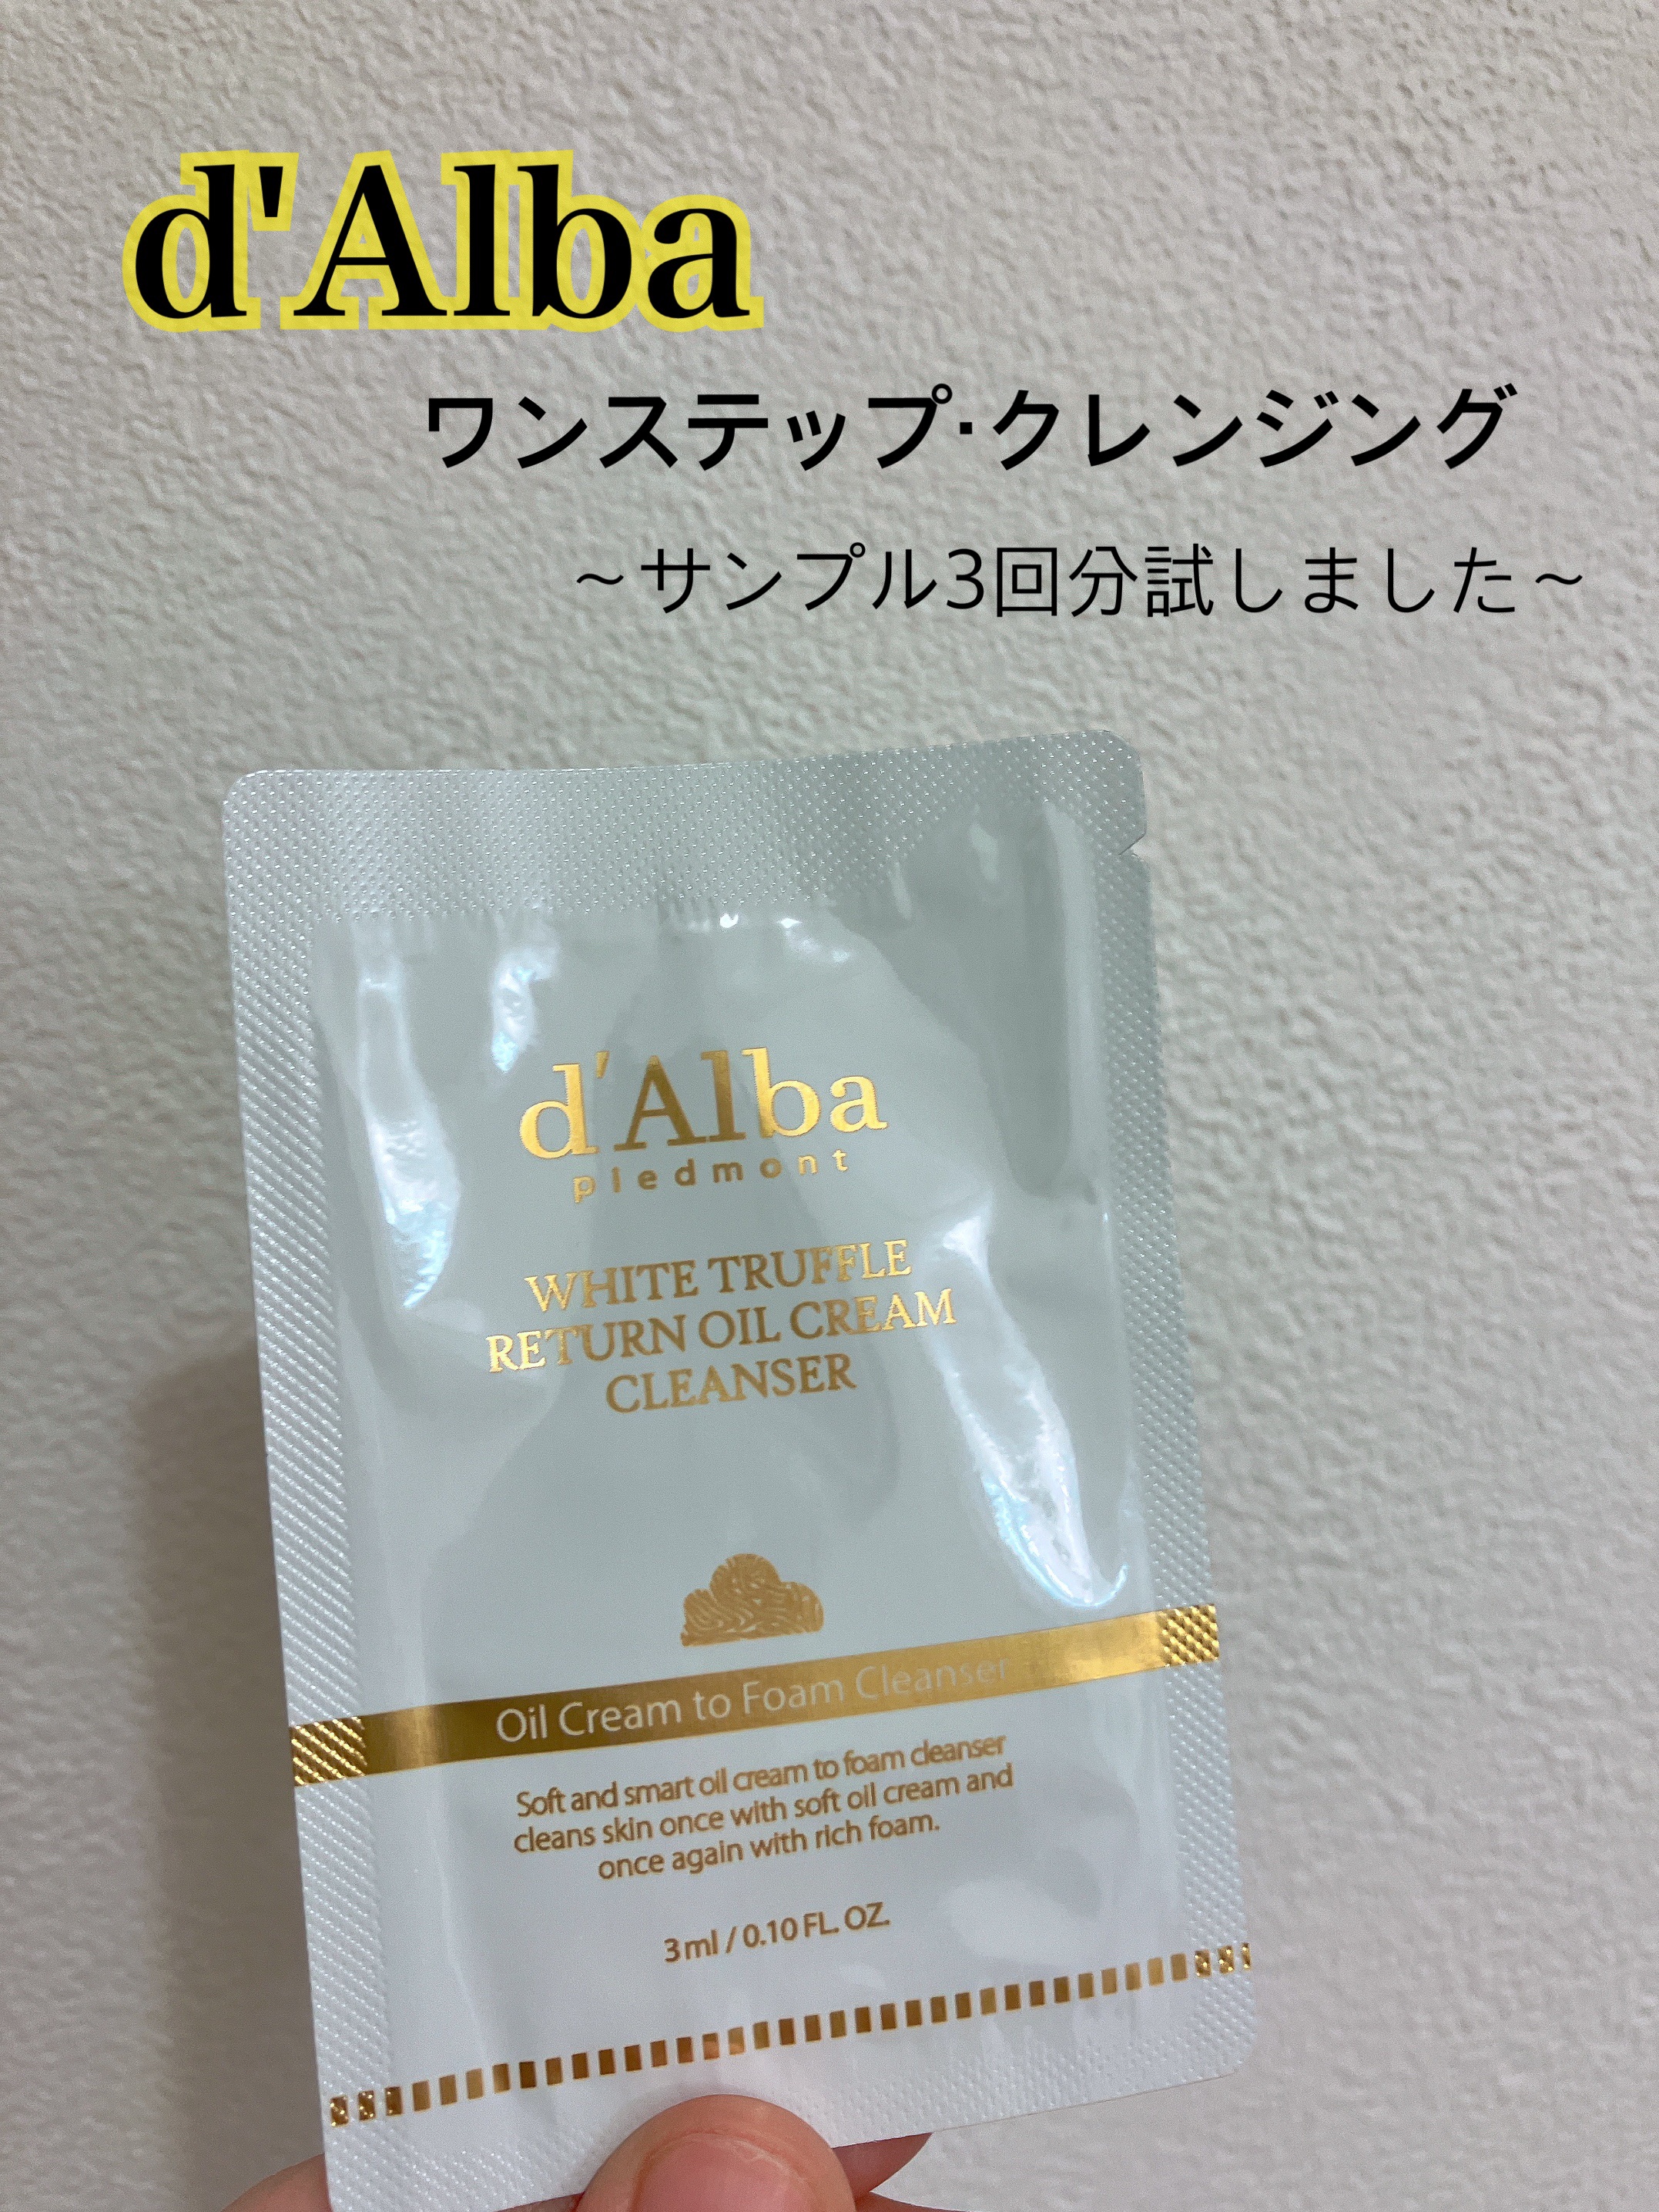 d'Alba
ワンステップ·クレンジング
~サンプル3回分試しました~
d'Alba
piedmont
WHITE TRUFFLE
RETURN OIL CREAM
CLEANSER
Oil Cream to Foam Cleanser
Soft and smart oil cream to foam cleanser
cleans skin once with soft oil cream and
once again with rich foam.
3ml / 0.10 FL. OZ.